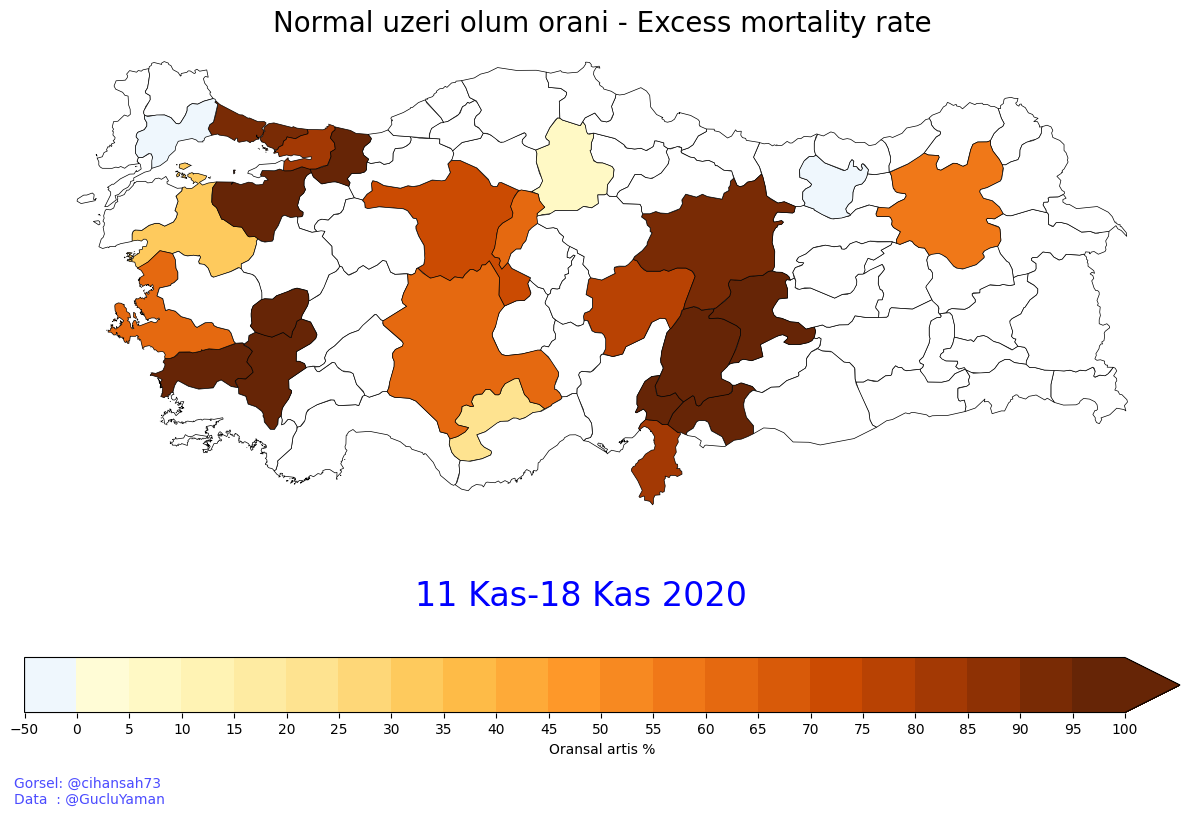 Normal uzeri olum orani - Excess mortality rate
11 Kas-18 Kas 2020
−50 0 5 10 15 20 25 30 35 40 45 50 55 60 65 70 75 80 85 90 95 100
Oransal artis %
Gorsel: @cihansah73
Data  : @GucluYaman